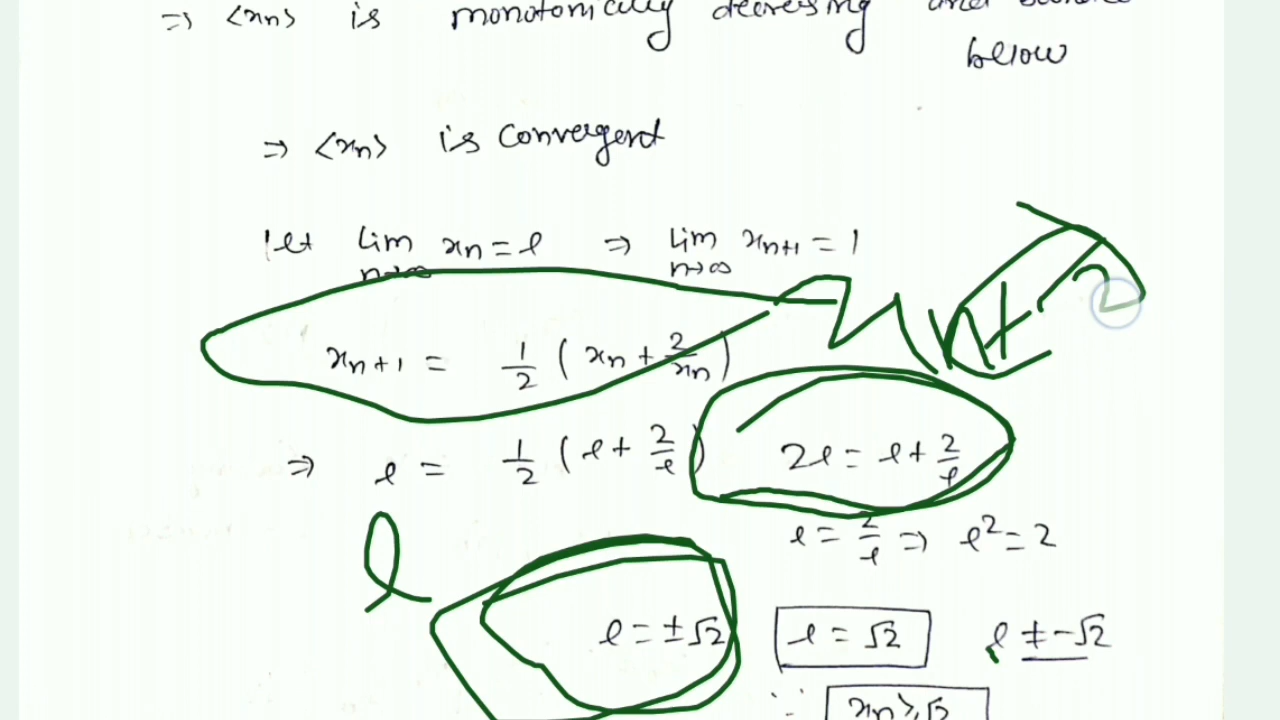 ⇒ <xn> is monotonically decreasing and
below
⇒ <xn> is convergent
let lim n→∞ xn = l ⇒ lim n→∞ xn+1 = l
xn+1 = 1/2 (xn + 2/xn)
⇒ l = 1/2 (l + 2/l) 2l = l + 2/l
l = 2/l ⇒ l² = 2
l
l = ±√2 l = √2 l ≠ -√2
∵ xn ≥ √2